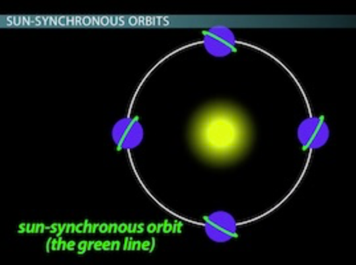 SUN-SYNCHRONOUS ORBITS
sun-synchronous orbit
(the green line)